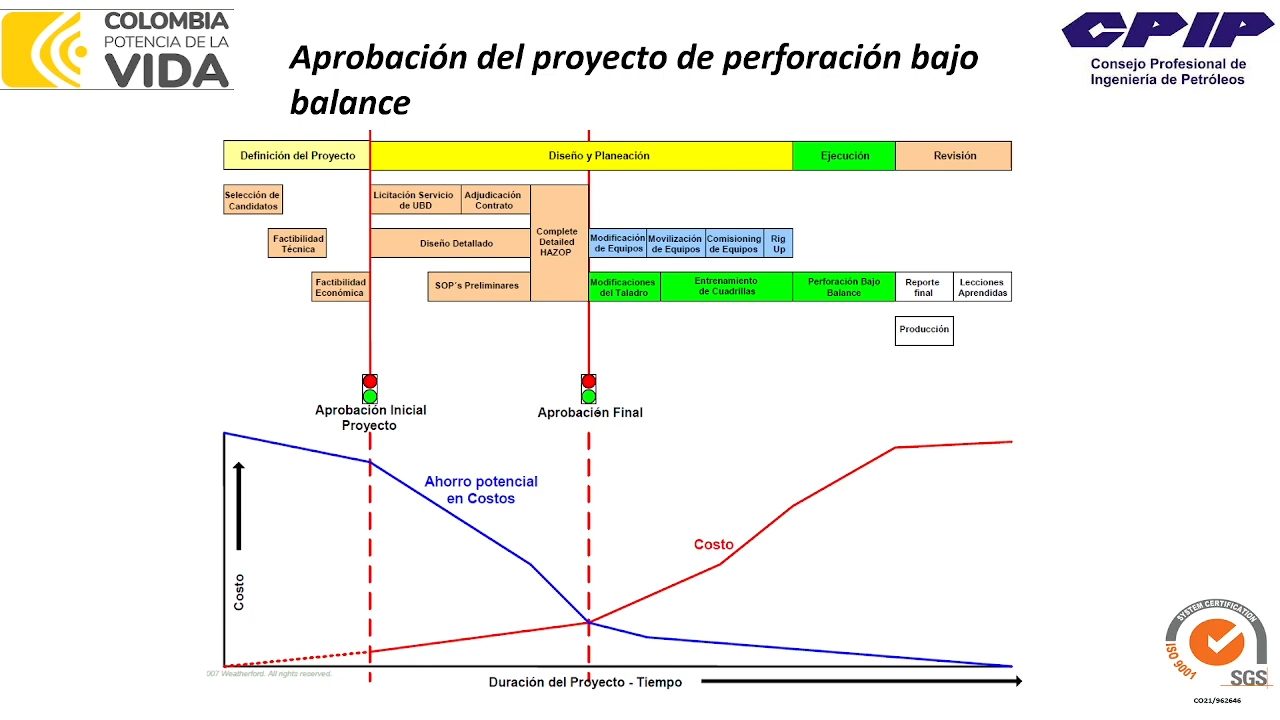 COLOMBIA
POTENCIA DE LA
VIDA
Aprobación del proyecto de perforación bajo
balance
CPIP
Consejo Profesional de
Ingeniería de Petróleos
Definición del Proyecto
Diseño y Planeación
Ejecución
Revisión
Selección de
Candidatos
Licitación Servicio
de UBD
Adjudicación
Contrato
Complete
Detailed
HAZOP
Factibilidad
Técnica
Diseño Detallado
Modificación
de Equipos
Movilización
de Equipos
Comisioning
de Equipos
Rig
Up
Factibilidad
Económica
SOP´s Preliminares
Modificaciones
del Taladro
Entrenamiento
de Cuadrillas
Perforación Bajo
Balance
Reporte
final
Lecciones
Aprendidas
Producción
Aprobación Inicial
Proyecto
Aprobación Final
Ahorro potencial
en Costos
Costo
Costo
007 Weatherford. All rights reserved.
Duración del Proyecto - Tiempo
SYSTEM CERTIFICATION
ISO 9001
SGS
CO21/962646